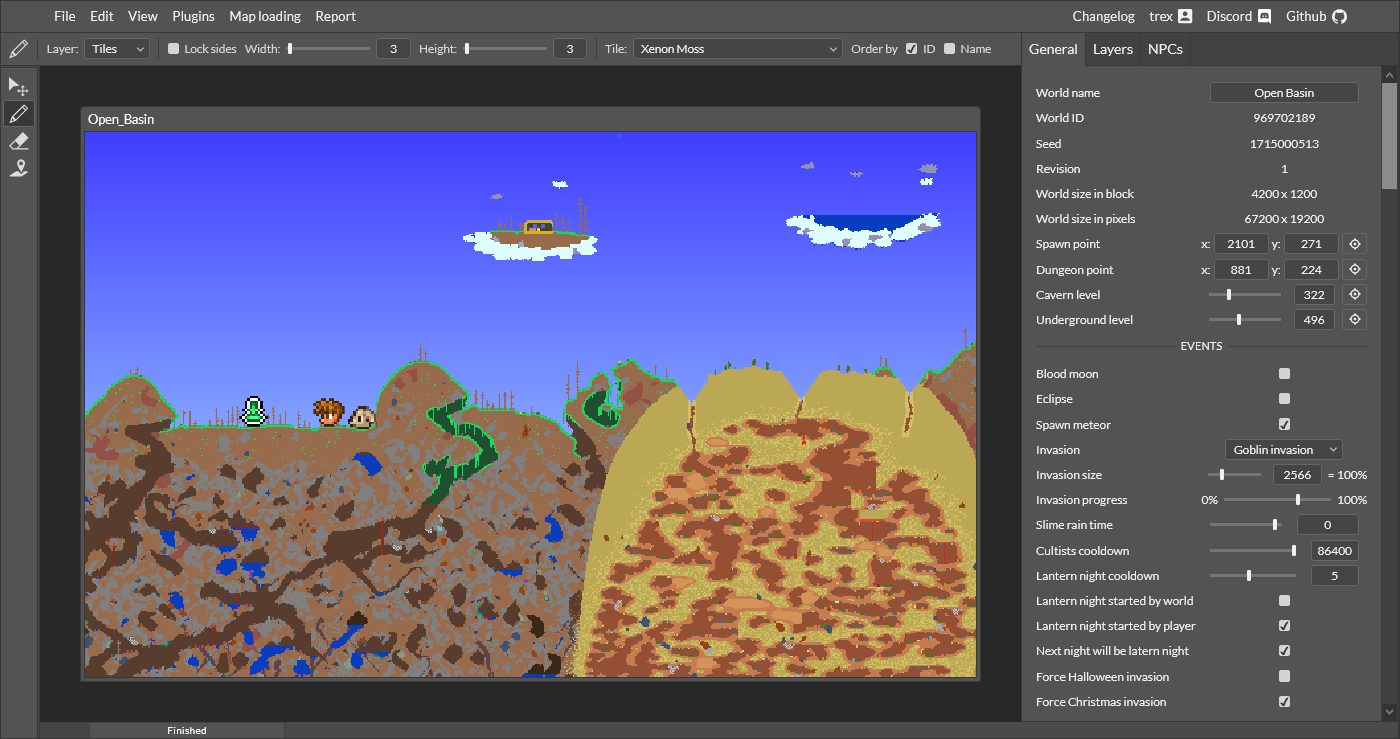 File Edit View Plugins Map loading Report Changelog trex Discord Github
Layer: Tiles Lock sides Width: 3 Height: 3 Tile: Xenon Moss Order by ID Name
General Layers NPCs
Open_Basin
World name Open Basin
World ID 969702189
Seed 1715000513
Revision 1
World size in block 4200 x 1200
World size in pixels 67200 x 19200
Spawn point x: 2101 y: 271
Dungeon point x: 881 y: 224
Cavern level 322
Underground level 496
EVENTS
Blood moon
Eclipse
Spawn meteor
Invasion Goblin invasion
Invasion size 2566 = 100%
Invasion progress 0% 100%
Slime rain time 0
Cultists cooldown 86400
Lantern night cooldown 5
Lantern night started by world
Lantern night started by player
Next night will be latern night
Force Halloween invasion
Force Christmas invasion
Finished